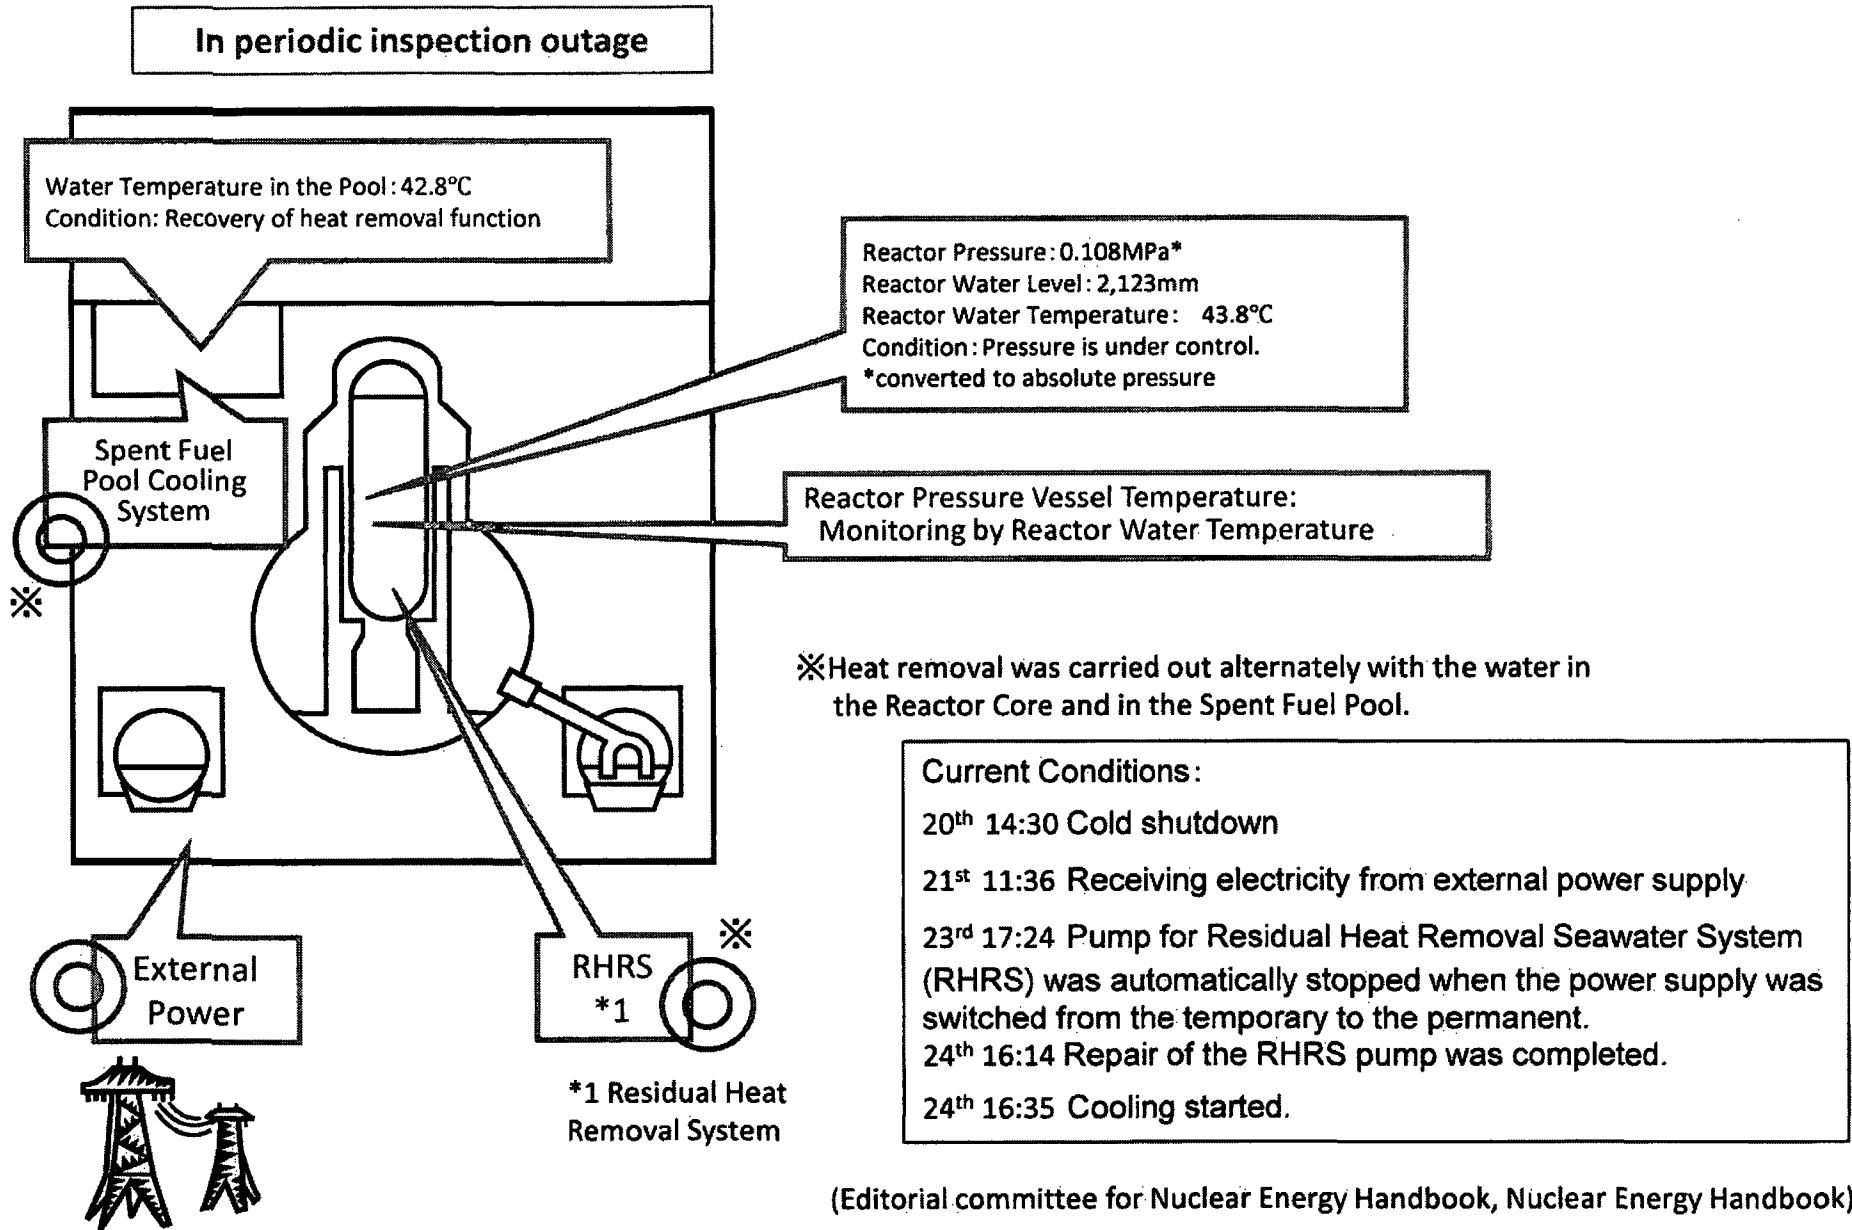 In periodic inspection outage
Water Temperature in the Pool : 42.8°C
Condition: Recovery of heat removal function
Reactor Pressure : 0.108MPa*
Reactor Water Level : 2,123mm
Reactor Water Temperature : 43.8°C
Condition : Pressure is under control.
*converted to absolute pressure
Spent Fuel
Pool Cooling
System
※
Reactor Pressure Vessel Temperature:
Monitoring by Reactor Water Temperature
※Heat removal was carried out alternately with the water in
the Reactor Core and in the Spent Fuel Pool.
Current Conditions :
20th 14:30 Cold shutdown
21st 11:36 Receiving electricity from external power supply
23rd 17:24 Pump for Residual Heat Removal Seawater System
(RHRS) was automatically stopped when the power supply was
switched from the temporary to the permanent.
24th 16:14 Repair of the RHRS pump was completed.
24th 16:35 Cooling started.
External
Power
※
RHRS
*1
*1 Residual Heat
Removal System
(Editorial committee for Nuclear Energy Handbook, Nuclear Energy Handbook)